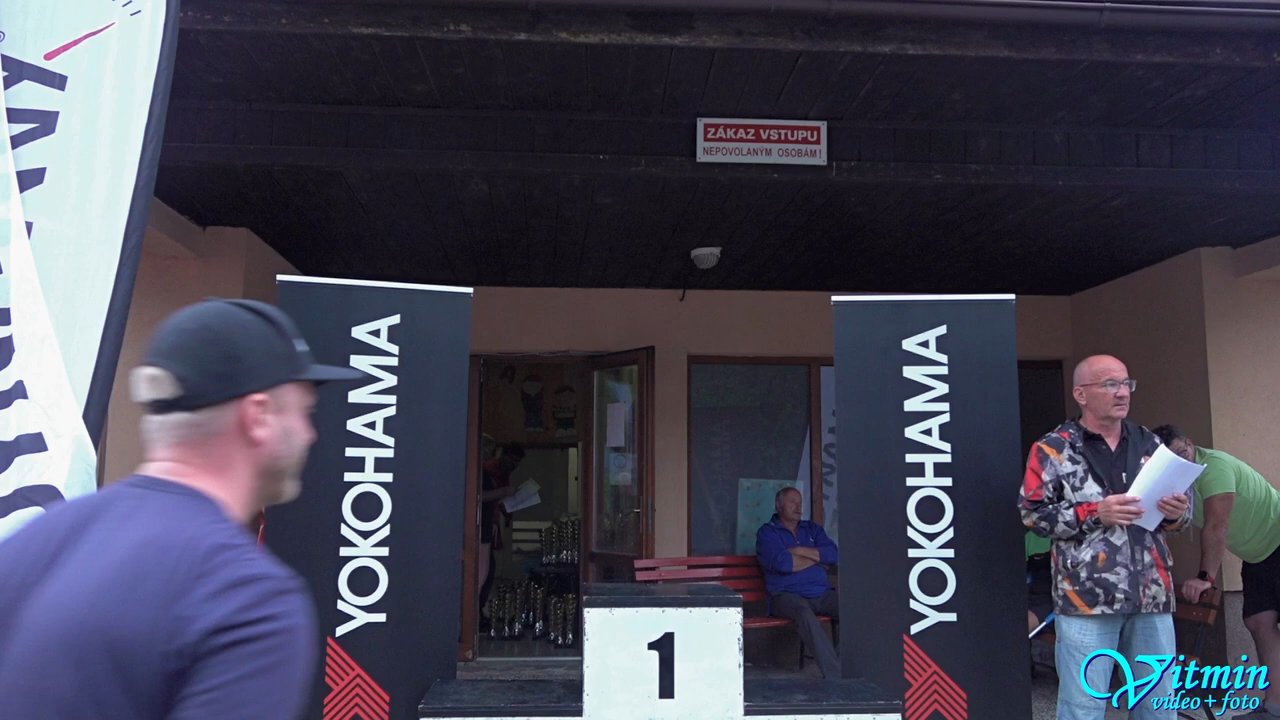 ZÁKAZ VSTUPU
NEPOVOLANÝM OSOBÁM!
YOKOHAMA
YOKOHAMA
1
Vitmin
video+foto